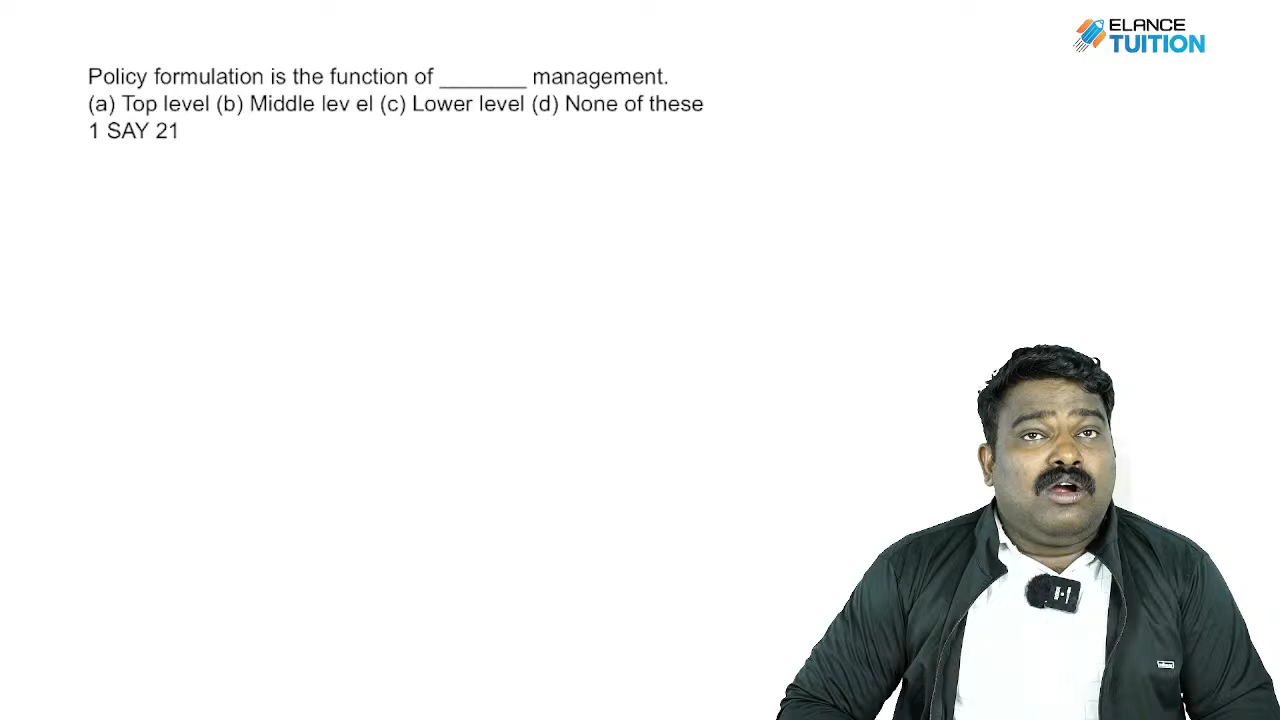 ELANCE
TUITION
Policy formulation is the function of _______ management.
(a) Top level (b) Middle lev el (c) Lower level (d) None of these
1 SAY 21